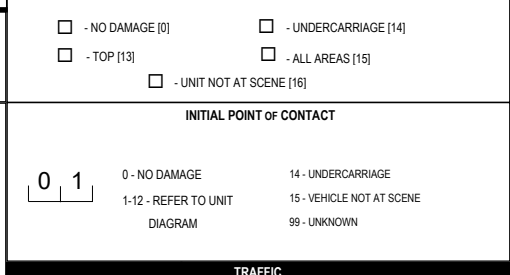 - NO DAMAGE [0] - UNDERCARRIAGE [14]
- TOP [13] - ALL AREAS [15]
- UNIT NOT AT SCENE [16]
INITIAL POINT OF CONTACT
0 1
0 - NO DAMAGE 14 - UNDERCARRIAGE
1-12 - REFER TO UNIT 15 - VEHICLE NOT AT SCENE
DIAGRAM 99 - UNKNOWN
TRAFFIC